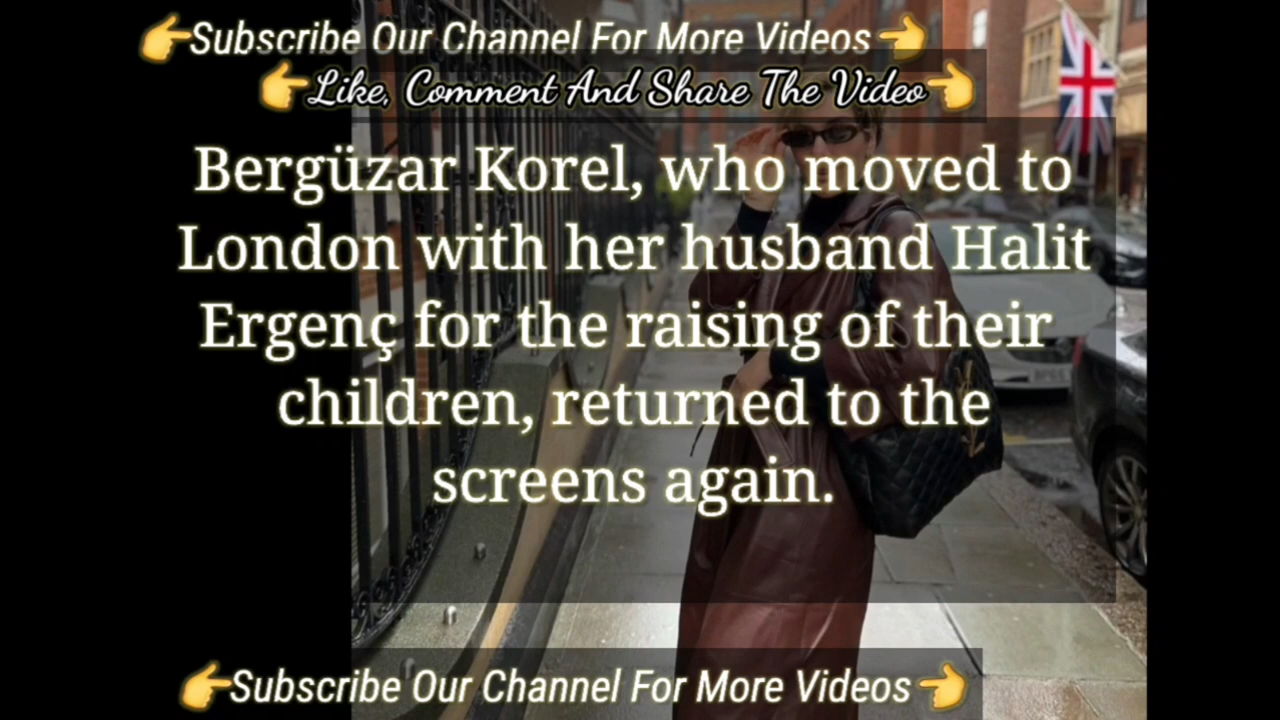 👉Subscribe Our Channel For More Videos👈
👉Like, Comment And Share The Video👈
Bergüzar Korel, who moved to
London with her husband Halit
Ergenç for the raising of their
children, returned to the
screens again.
👉Subscribe Our Channel For More Videos👈